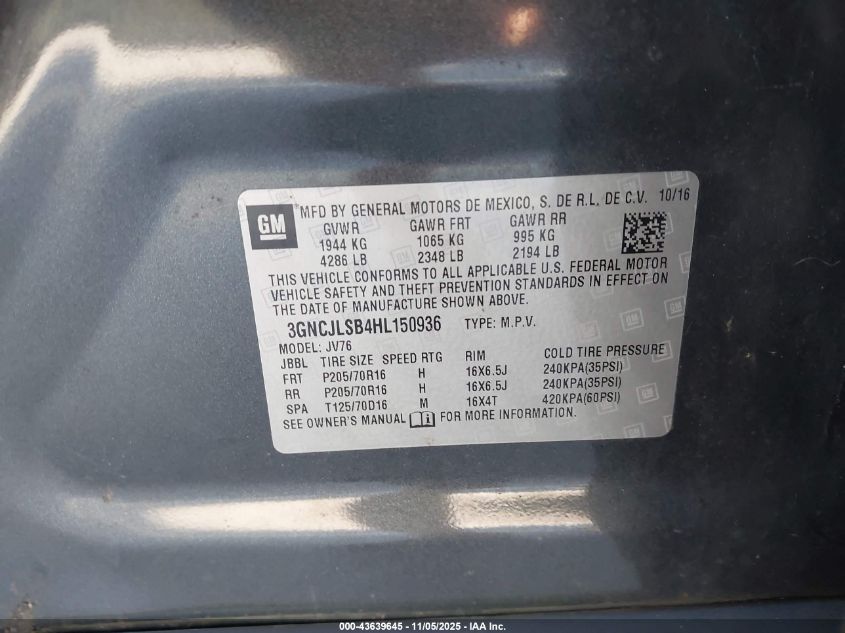 GM ® MFD BY GENERAL MOTORS DE MEXICO, S. DE R.L. DE C.V. 10/16
GVWR GAWR FRT GAWR RR
1944 KG 1065 KG 995 KG
4286 LB 2348 LB 2194 LB
THIS VEHICLE CONFORMS TO ALL APPLICABLE U.S. FEDERAL MOTOR
VEHICLE SAFETY AND THEFT PREVENTION STANDARDS IN EFFECT ON
THE DATE OF MANUFACTURE SHOWN ABOVE.
3GNCJLSB4HL150936 TYPE: M.P.V.
MODEL: JV76
JBBL TIRE SIZE SPEED RTG RIM COLD TIRE PRESSURE
FRT P205/70R16 H 16X6.5J 240KPA(35PSI)
RR P205/70R16 H 16X6.5J 240KPA(35PSI)
SPA T125/70D16 M 16X4T 420KPA(60PSI)
SEE OWNER'S MANUAL FOR MORE INFORMATION.
000-43639645 - 11/05/2025 - IAA Inc.